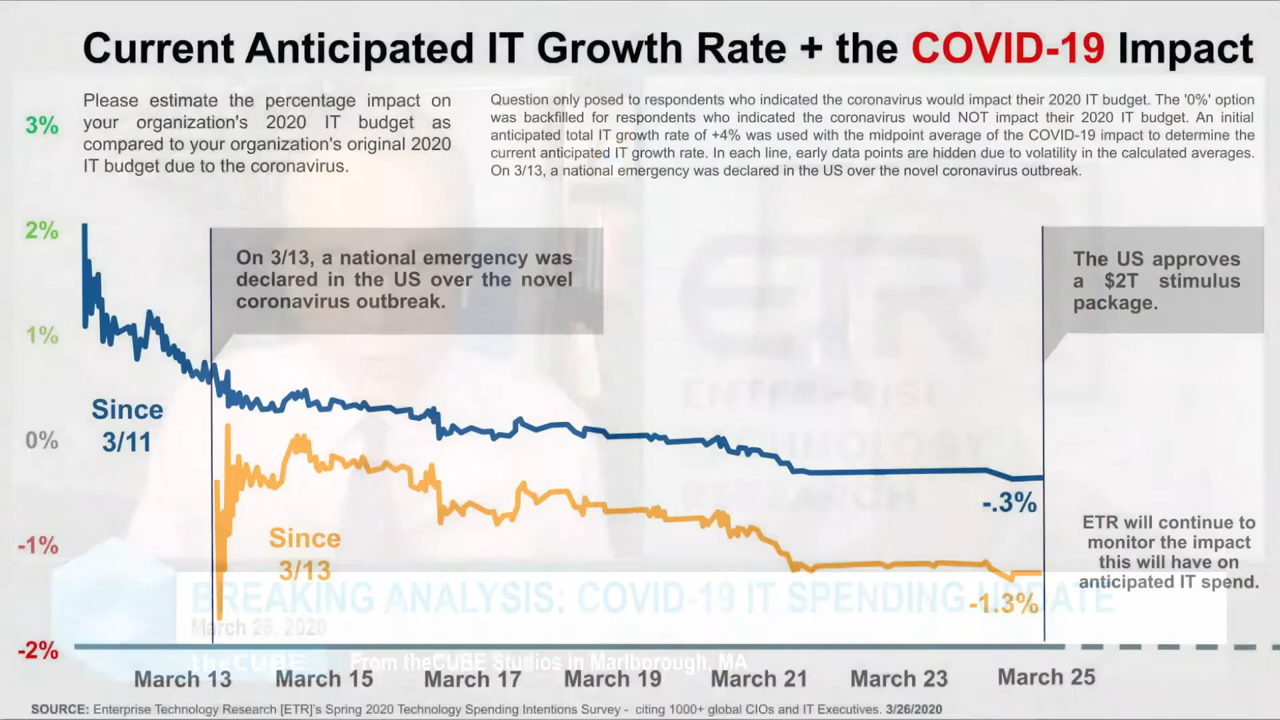 Current Anticipated IT Growth Rate + the COVID-19 Impact
Please estimate the percentage impact on
your organization's 2020 IT budget as
compared to your organization's original 2020
IT budget due to the coronavirus.
Question only posed to respondents who indicated the coronavirus would impact their 2020 IT budget. The '0%' option
was backfilled for respondents who indicated the coronavirus would NOT impact their 2020 IT budget. An initial
anticipated total IT growth rate of +4% was used with the midpoint average of the COVID-19 impact to determine the
current anticipated IT growth rate. In each line, early data points are hidden due to volatility in the calculated averages.
On 3/13, a national emergency was declared in the US over the novel coronavirus outbreak.
3%
2%
1%
0%
-1%
-2%
On 3/13, a national emergency was
declared in the US over the novel
coronavirus outbreak.
The US approves
a $2T stimulus
package.
ETR
ENTERPRISE
TECHNOLOGY
RESEARCH
Since
3/11
Since
3/13
-.3%
-1.3%
ETR will continue to
monitor the impact
this will have on
anticipated IT spend.
BREAKING ANALYSIS: COVID-19 IT SPENDING UPDATE
March 26, 2020
theCUBE
From theCUBE Studios in Marlborough, MA
March 13
March 15
March 17
March 19
March 21
March 23
March 25
SOURCE: Enterprise Technology Research [ETR]'s Spring 2020 Technology Spending Intentions Survey - citing 1000+ global CIOs and IT Executives. 3/26/2020